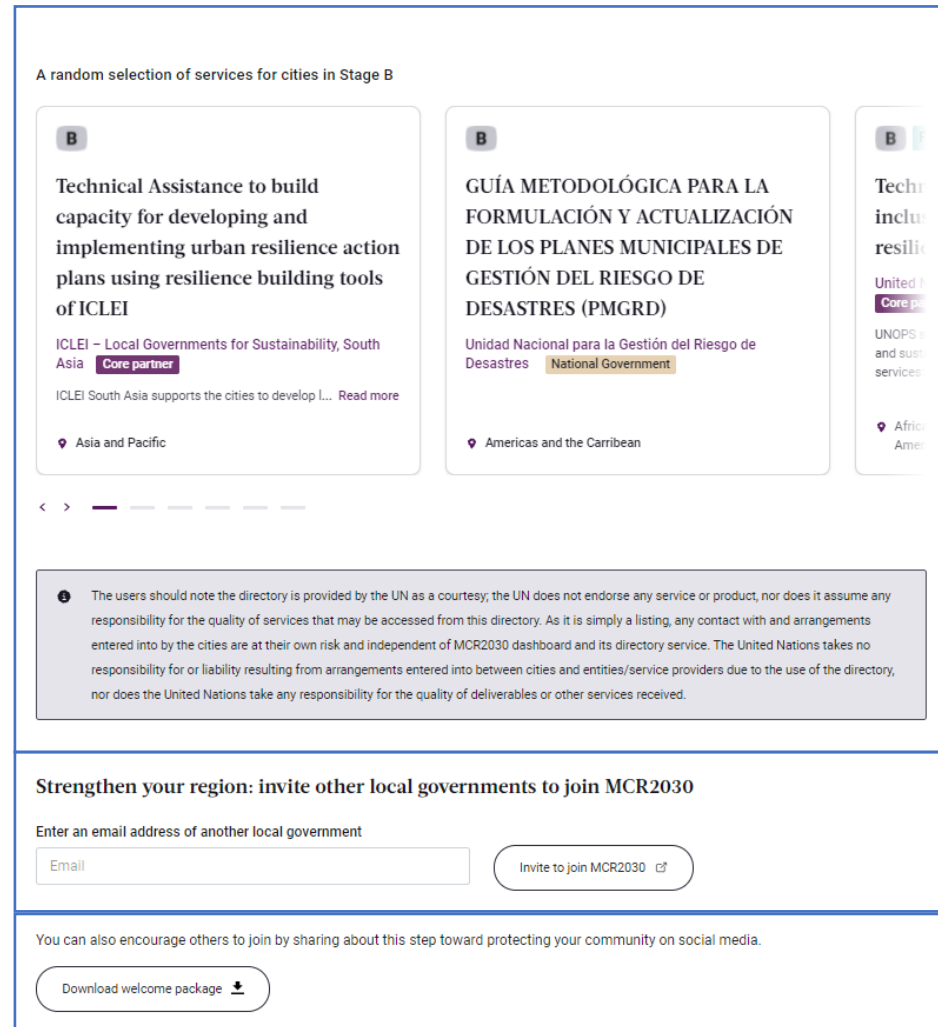 A random selection of services for cities in Stage B
B
Technical Assistance to build
capacity for developing and
implementing urban resilience action
plans using resilience building tools
of ICLEI
ICLEI – Local Governments for Sustainability, South
Asia Core partner
ICLEI South Asia supports the cities to develop l... Read more
Asia and Pacific
B
GUÍA METODOLÓGICA PARA LA
FORMULACIÓN Y ACTUALIZACIÓN
DE LOS PLANES MUNICIPALES DE
GESTIÓN DEL RIESGO DE
DESASTRES (PMGRD)
Unidad Nacional para la Gestión del Riesgo de
Desastres National Government
Americas and the Carribean
B
United
Core
UNOPS
and
services
The users should note the directory is provided by the UN as a courtesy; the UN does not endorse any service or product, nor does it assume any
responsibility for the quality of services that may be accessed from this directory. As it is simply a listing, any contact with and arrangements
entered into by the cities are at their own risk and independent of MCR2030 dashboard and its directory service. The United Nations takes no
responsibility for or liability resulting from arrangements entered into between cities and entities/service providers due to the use of the directory,
nor does the United Nations take any responsibility for the quality of deliverables or other services received.
Strengthen your region: invite other local governments to join MCR2030
Enter an email address of another local government
Email
Invite to join MCR2030
You can also encourage others to join by sharing about this step toward protecting your community on social media.
Download welcome package